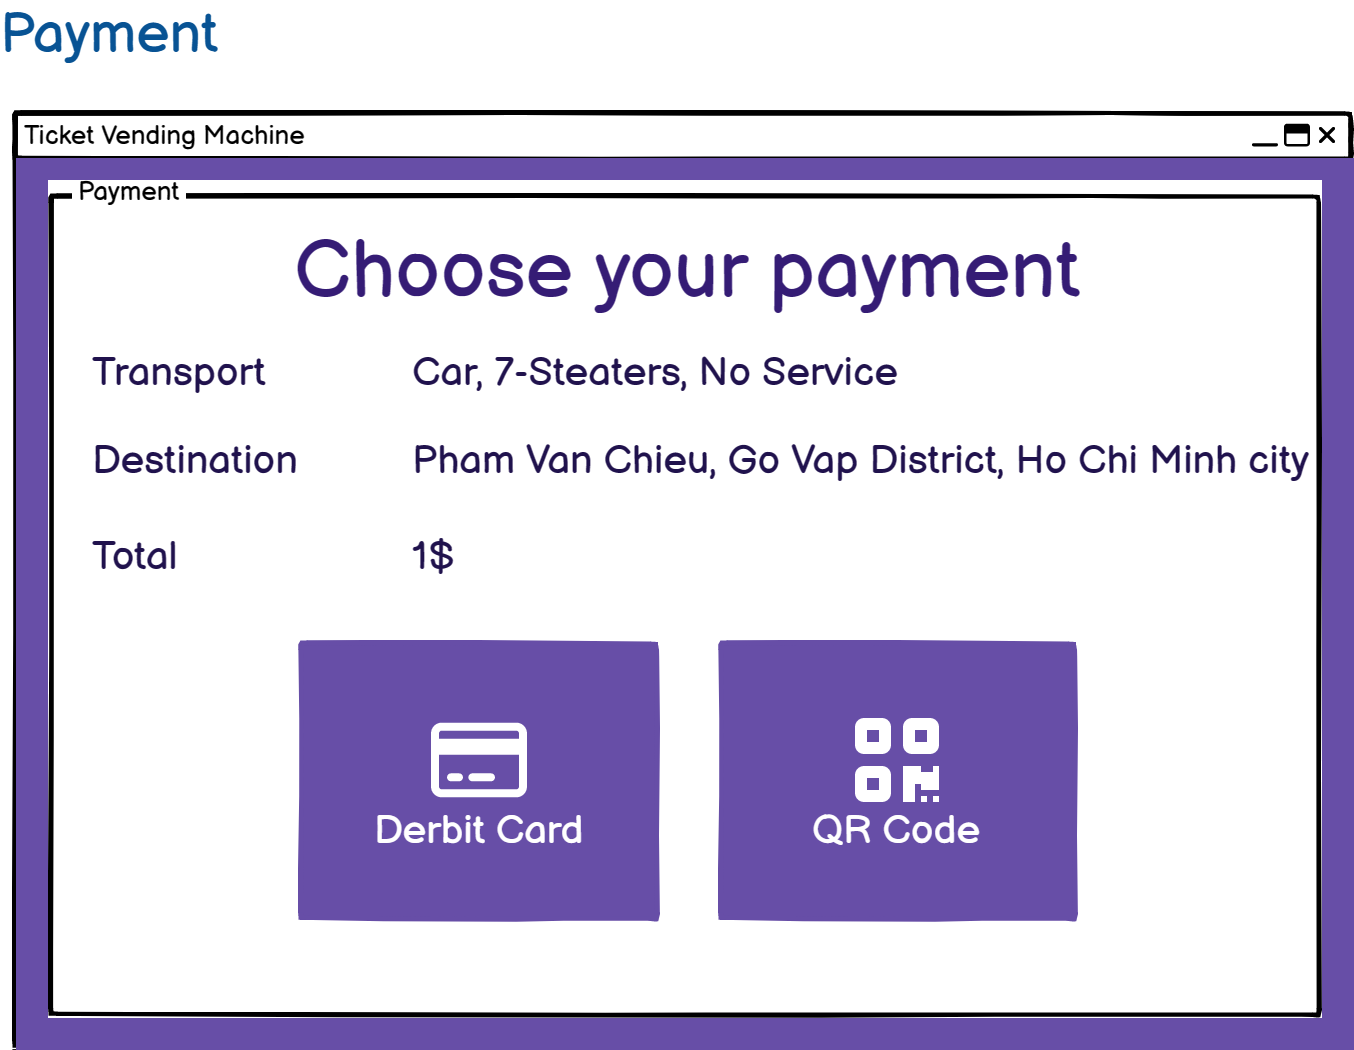 Payment
Ticket Vending Machine
Payment
Choose your payment
Transport Car, 7-Steaters, No Service
Destination Pham Van Chieu, Go Vap District, Ho Chi Minh city
Total 1$
Derbit Card
QR Code